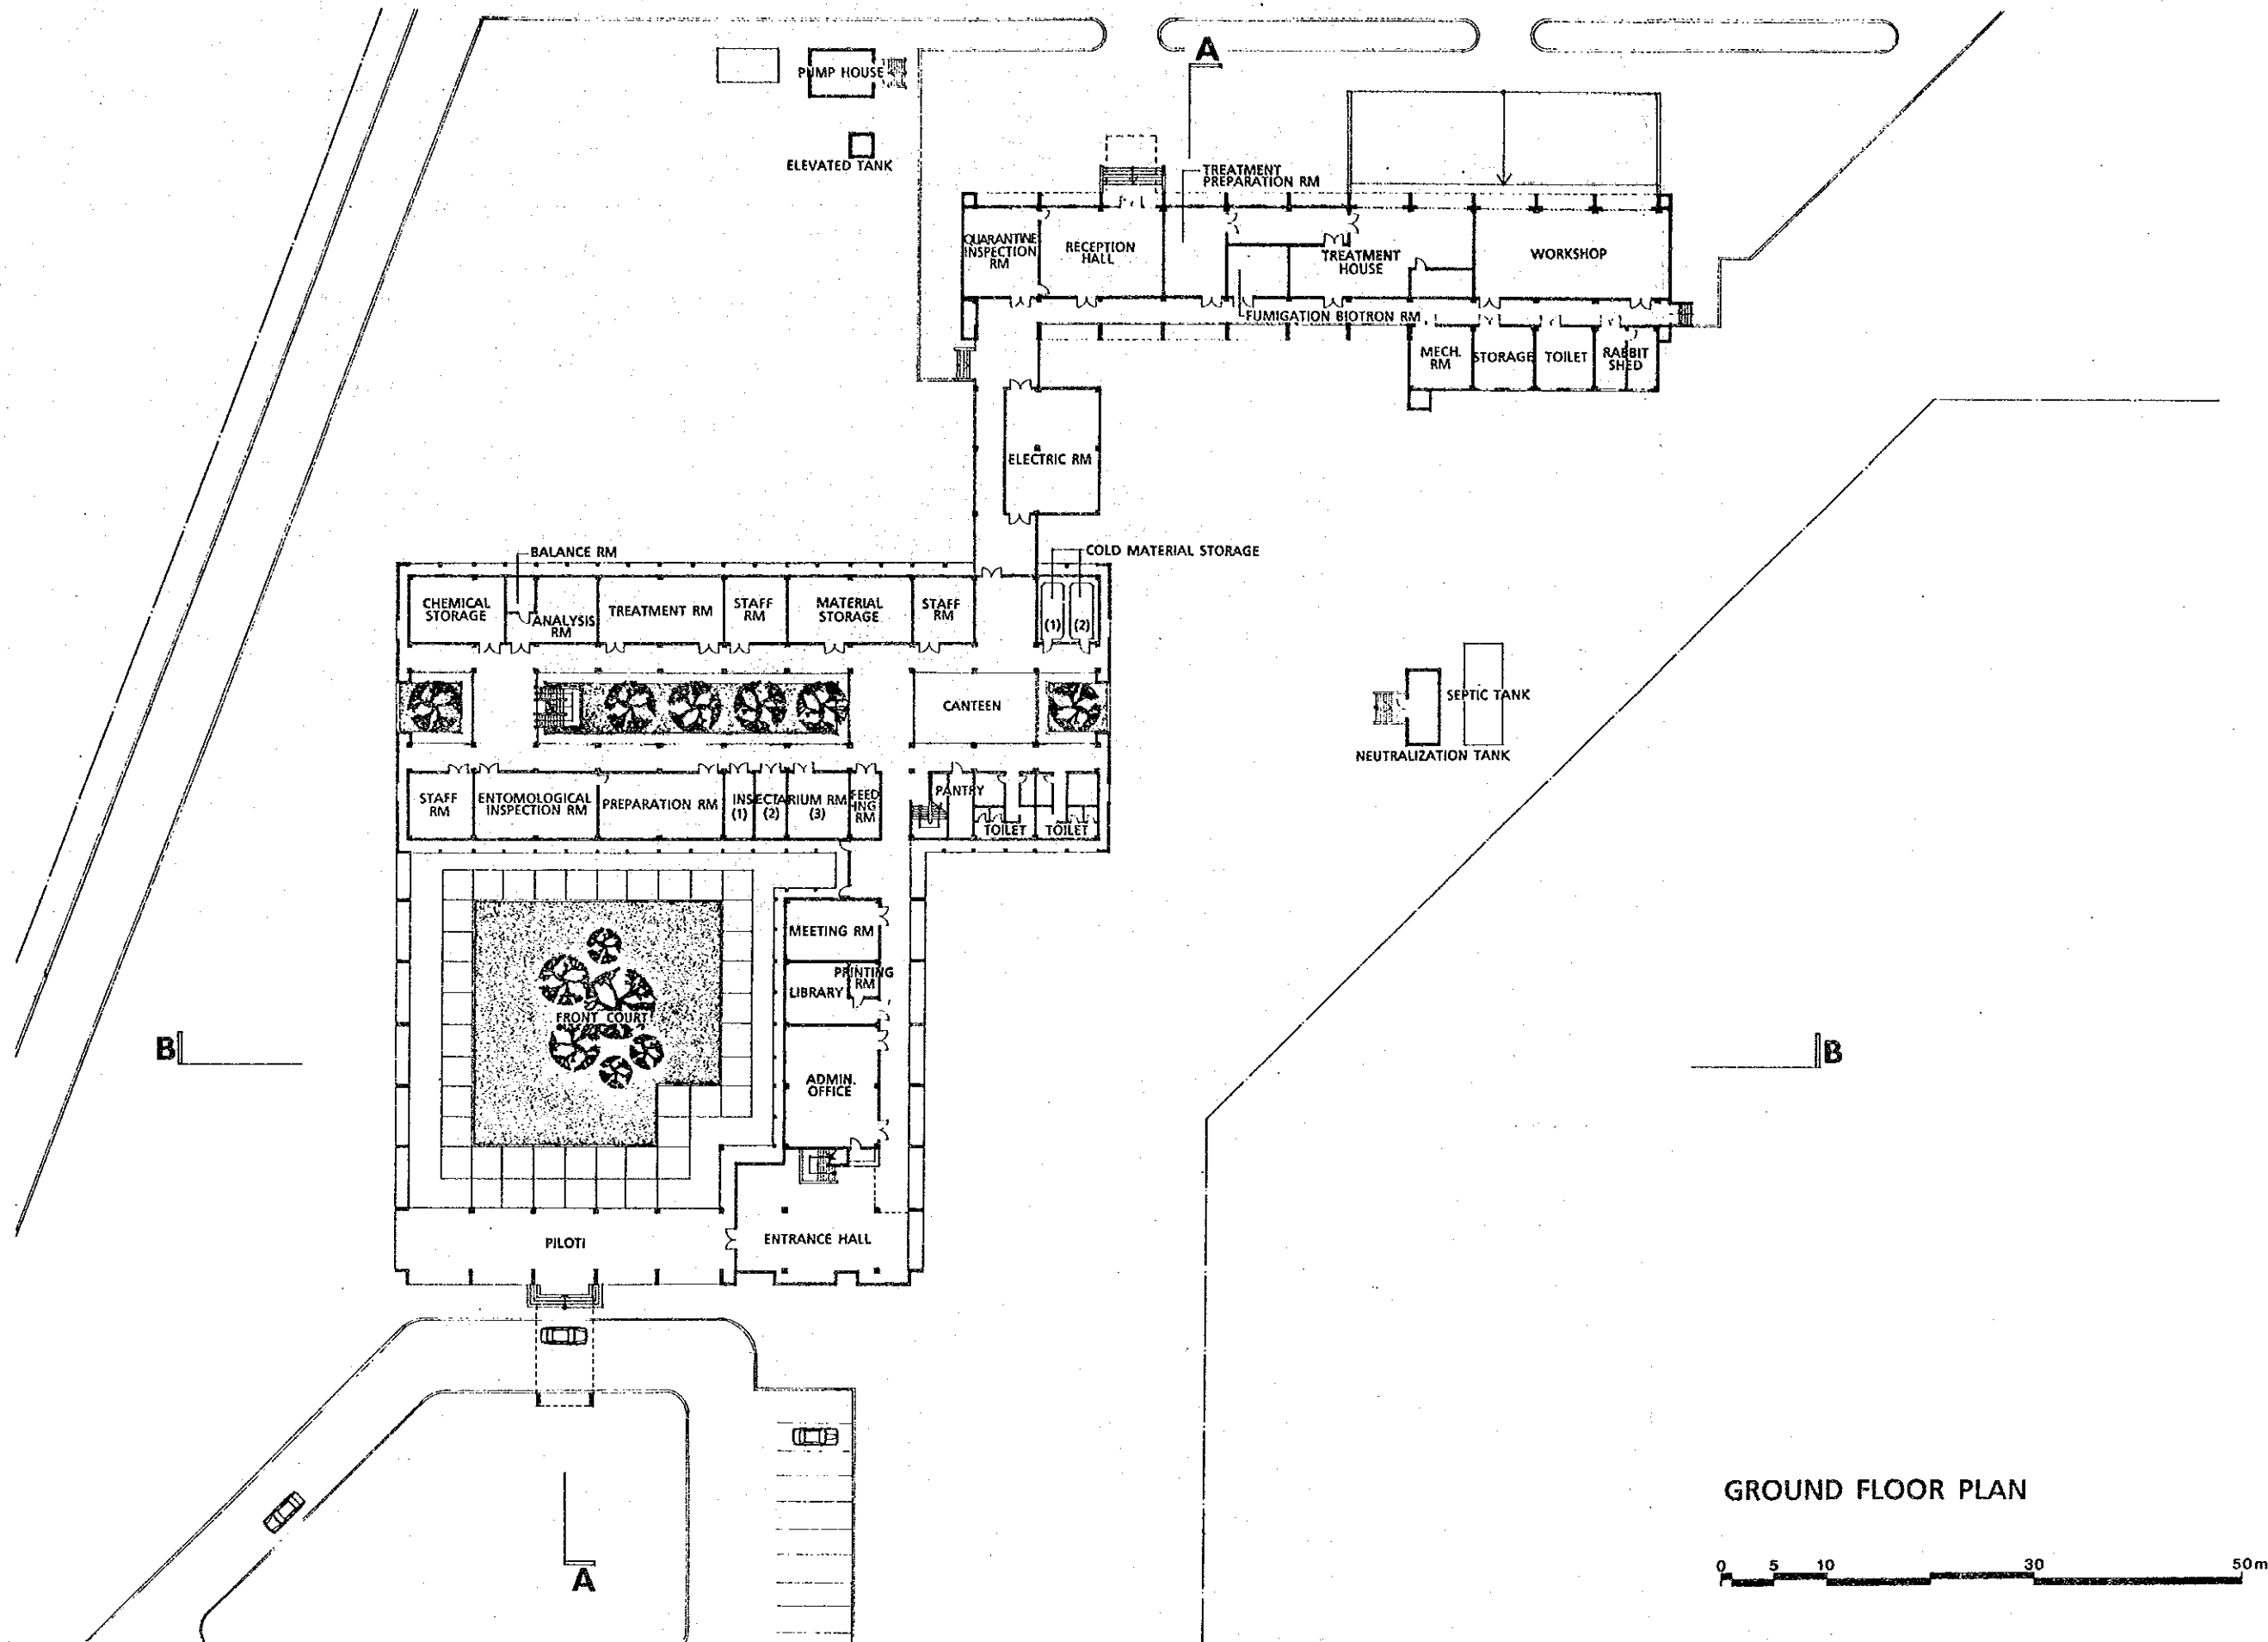 A
PUMP HOUSE
ELEVATED TANK
TREATMENT
PREPARATION RM
QUARANTINE
INSPECTION
RM
RECEPTION
HALL
TREATMENT
HOUSE
WORKSHOP
FUMIGATION BIOTRON RM
MECH.
RM
STORAGE
TOILET
RABBIT
SHED
ELECTRIC RM
BALANCE RM
COLD MATERIAL STORAGE
CHEMICAL
STORAGE
ANALYSIS
RM
TREATMENT RM
STAFF
RM
MATERIAL
STORAGE
STAFF
RM
(1)
(2)
CANTEEN
SEPTIC TANK
NEUTRALIZATION TANK
STAFF
RM
ENTOMOLOGICAL
INSPECTION RM
PREPARATION RM
INSECTARIUM RM
(1)
(2)
(3)
FEED
ING
RM
PANTRY
TOILET
TOILET
MEETING RM
PRINTING
RM
LIBRARY
FRONT COURT
B
B
ADMIN.
OFFICE
PILOTI
ENTRANCE HALL
A
GROUND FLOOR PLAN
0 5 10 30 50m